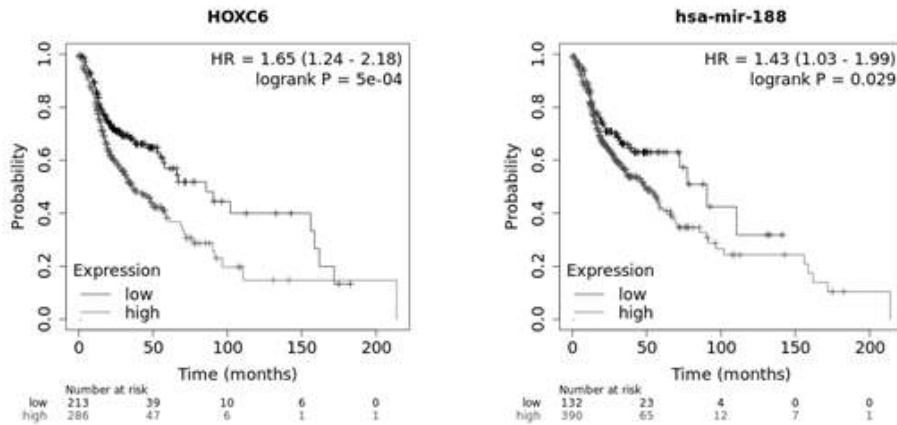 HOXC6
HR = 1.65 (1.24 - 2.18)
logrank P = 5e-04
Probability
1.0
0.8
0.6
0.4
0.2
0.0
Expression
low
high
0 50 100 150 200
Time (months)
Number at risk
low 213 39 10 6 0
high 286 47 6 1 1
hsa-mir-188
HR = 1.43 (1.03 - 1.99)
logrank P = 0.029
Probability
1.0
0.8
0.6
0.4
0.2
0.0
Expression
low
high
0 50 100 150 200
Time (months)
Number at risk
low 132 23 4 0 0
high 390 65 12 7 1